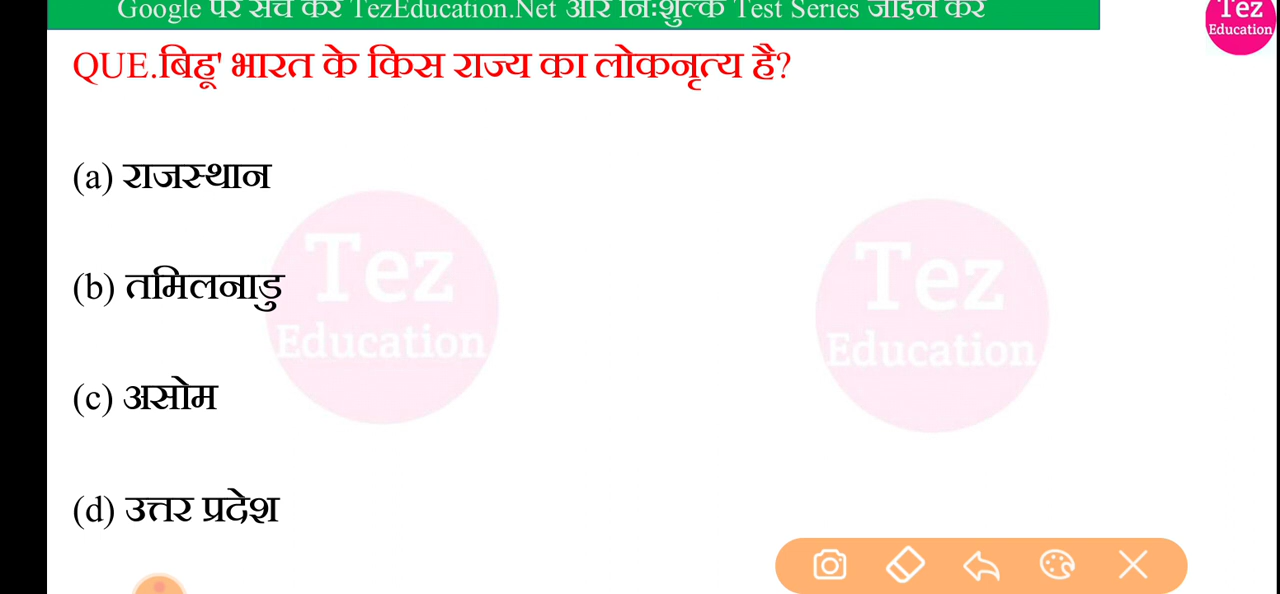 Google पर सर्च करें TezEducation.Net और निःशुल्क Test Series जॉइन करें
Tez
Education
QUE.बिहू' भारत के किस राज्य का लोकनृत्य है?
(a) राजस्थान
(b) तमिलनाडु
(c) असोम
(d) उत्तर प्रदेश
Tez
Education
Tez
Education